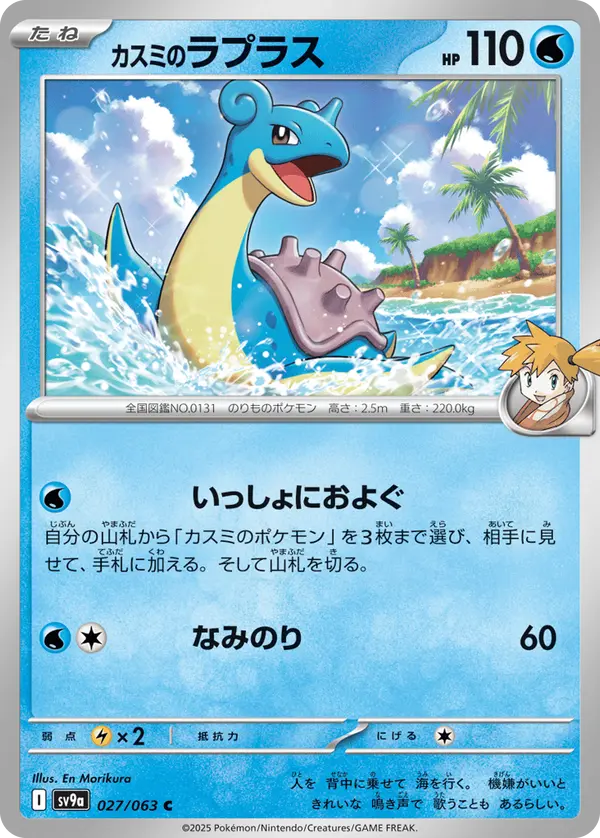 たね カスミのラプラス HP 110
全国図鑑NO.0131 のりものポケモン 高さ:2.5m 重さ:220.0kg
いっしょにおよぐ
自分の山札から「カスミのポケモン」を3枚まで選び、相手に見
せて、手札に加える。そして山札を切る。
なみのり 60
弱点 ×2 抵抗力 にげる
Illus. En Morikura
人を 背中に乗せて 海を行く。 機嫌がいいと
きれいな 鳴き声で 歌うことも あるらしい。
I sv9a 027/063 C
©2025 Pokémon/Nintendo/Creatures/GAME FREAK.